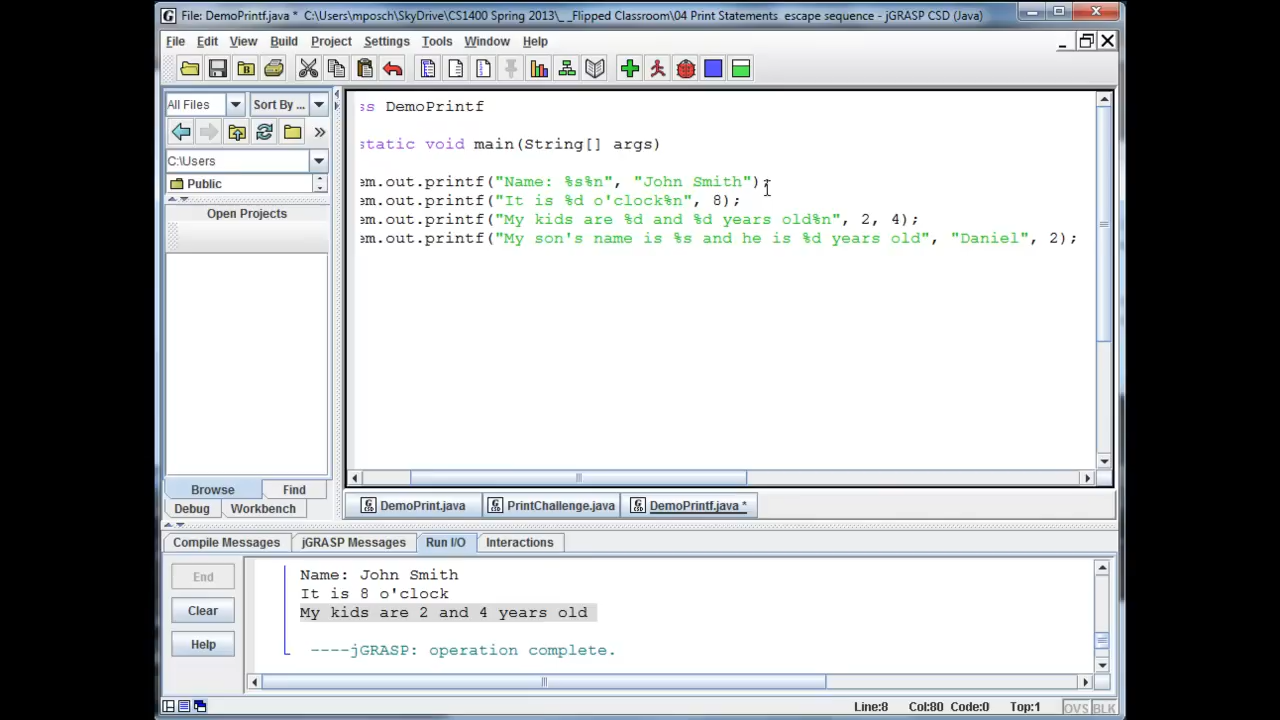 File: DemoPrintf.java * C:\Users\mposch\SkyDrive\CS1400 Spring 2013\_ _Flipped Classroom\04 Print Statements escape sequence - jGRASP CSD (Java)
File Edit View Build Project Settings Tools Window Help
All Files Sort By ...
»
C:\Users
Public
Open Projects
Browse Find
Debug Workbench
ss DemoPrintf
static void main(String[] args)
em.out.printf("Name: %s%n", "John Smith");
em.out.printf("It is %d o'clock%n", 8);
em.out.printf("My kids are %d and %d years old%n", 2, 4);
em.out.printf("My son's name is %s and he is %d years old", "Daniel", 2);
DemoPrint.java PrintChallenge.java DemoPrintf.java *
Compile Messages jGRASP Messages Run I/O Interactions
End
Clear
Help
Name: John Smith
It is 8 o'clock
My kids are 2 and 4 years old
----jGRASP: operation complete.
Line:8 Col:80 Code:0 Top:1 OVS BLK